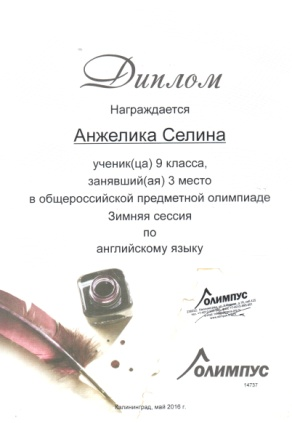 Диплом
Награждается
Анжелика Селина
ученик(ца) 9 класса,
занявший(ая) 3 место
в общероссийской предметной олимпиаде
Зимняя сессия
по
английскому языку
ОЛИМПУС
ОЛИМПУС
14737
Калининград, май 2016 г.